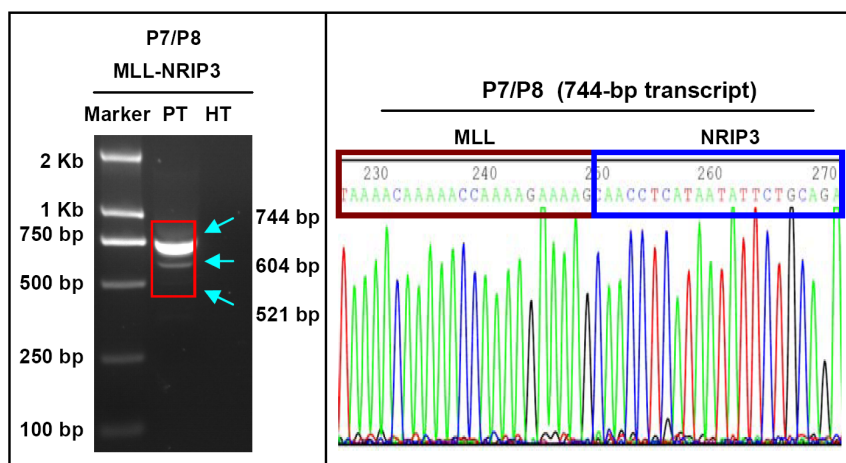 P7/P8
MLL-NRIP3
Marker PT HT
2 Kb
1 Kb
750 bp
500 bp
250 bp
100 bp
744 bp
604 bp
521 bp
P7/P8 (744-bp transcript)
MLL NRIP3
230 240 250 260 270
TAAAACAAAAACCAAAAGAAAAGCAACCTCATAATATTCTGCAGA